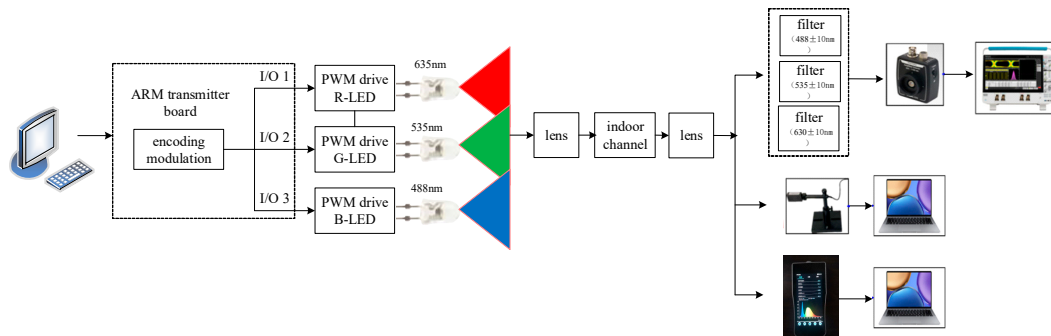 I/O 1
ARM transmitter
board
encoding
modulation
I/O 2
I/O 3
PWM drive
R-LED
PWM drive
G-LED
PWM drive
B-LED
635nm
535nm
488nm
lens
indoor
channel
lens
filter
(488±10nm
)
filter
(535±10nm
)
filter
(630±10nm
)